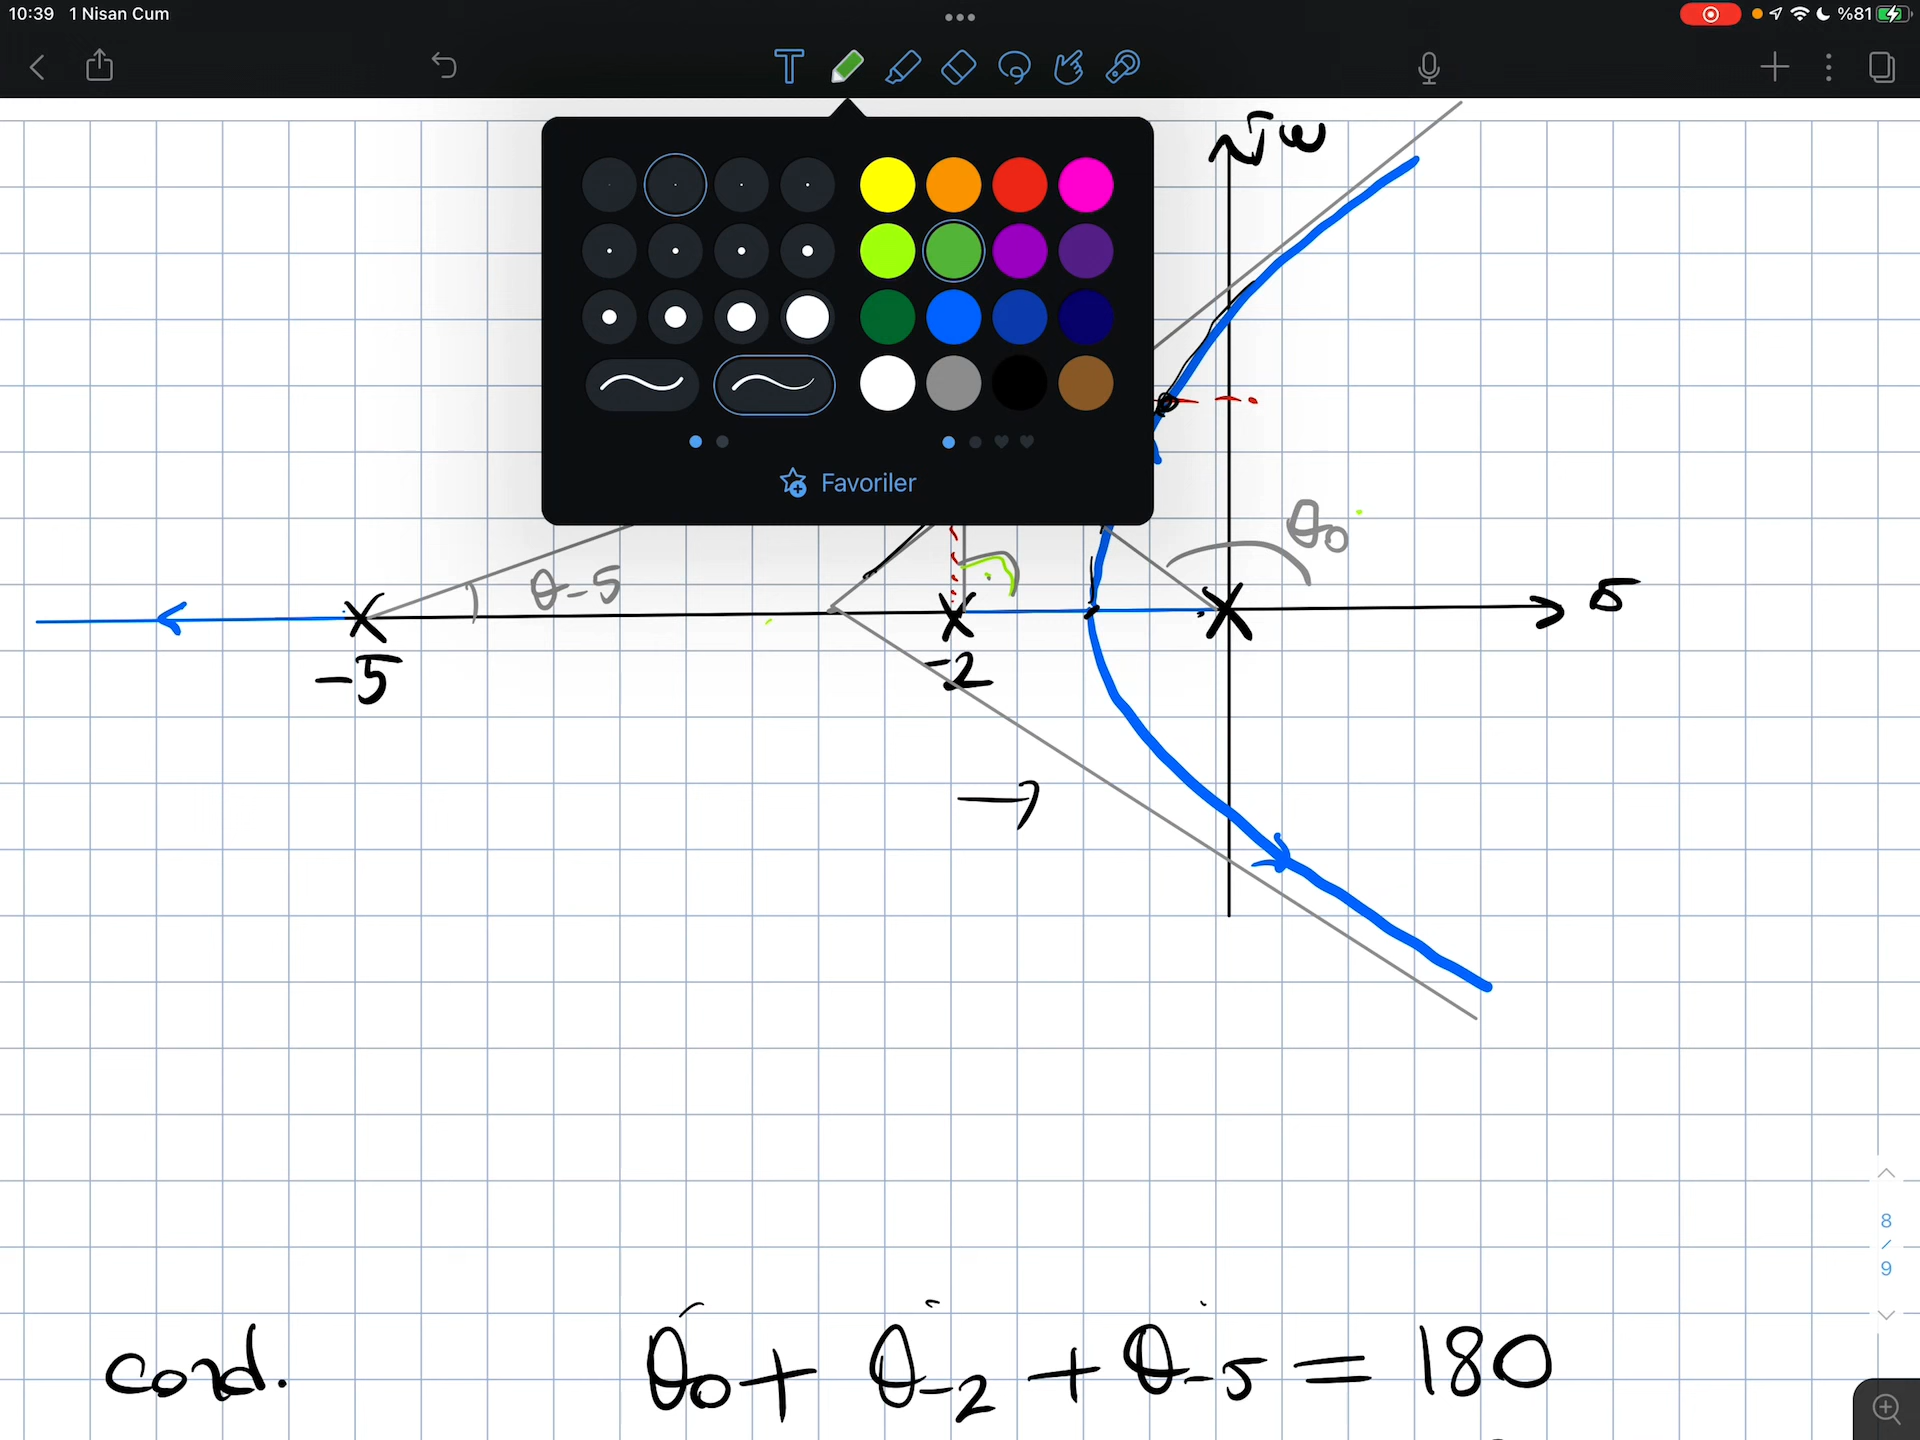 10:39 1 Nisan Cum
%81
T
Favoriler
jω
θ0
θ-5
σ
-5
-2
8
/
9
cond. θ0 + θ-2 + θ-5 = 180